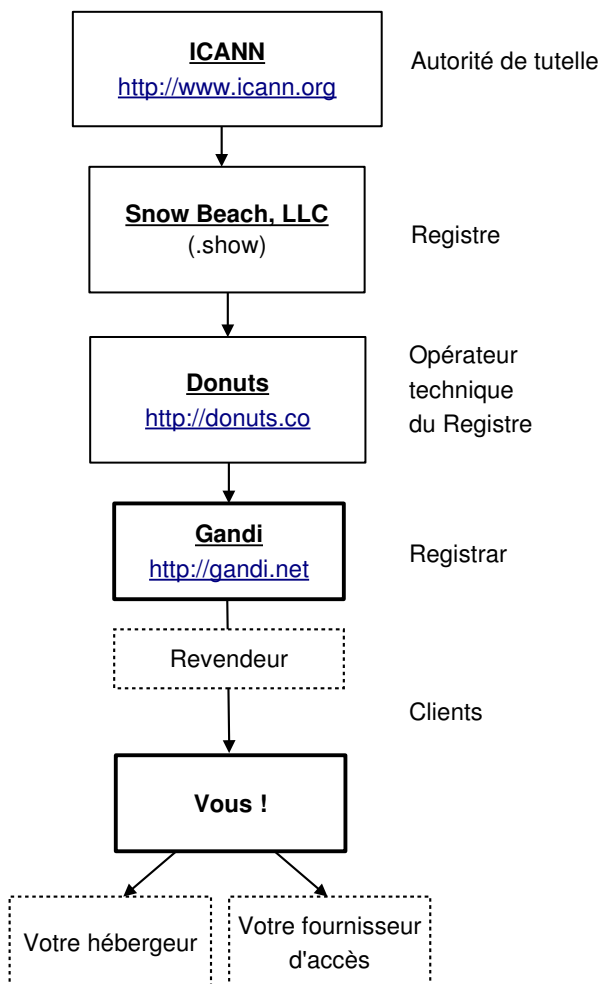 ICANN
http://www.icann.org
Autorité de tutelle
Snow Beach, LLC
(.show)
Registre
Donuts
http://donuts.co
Opérateur
technique
du Registre
Gandi
http://gandi.net
Registrar
Revendeur
Clients
Vous !
Votre hébergeur
Votre fournisseur
d'accès